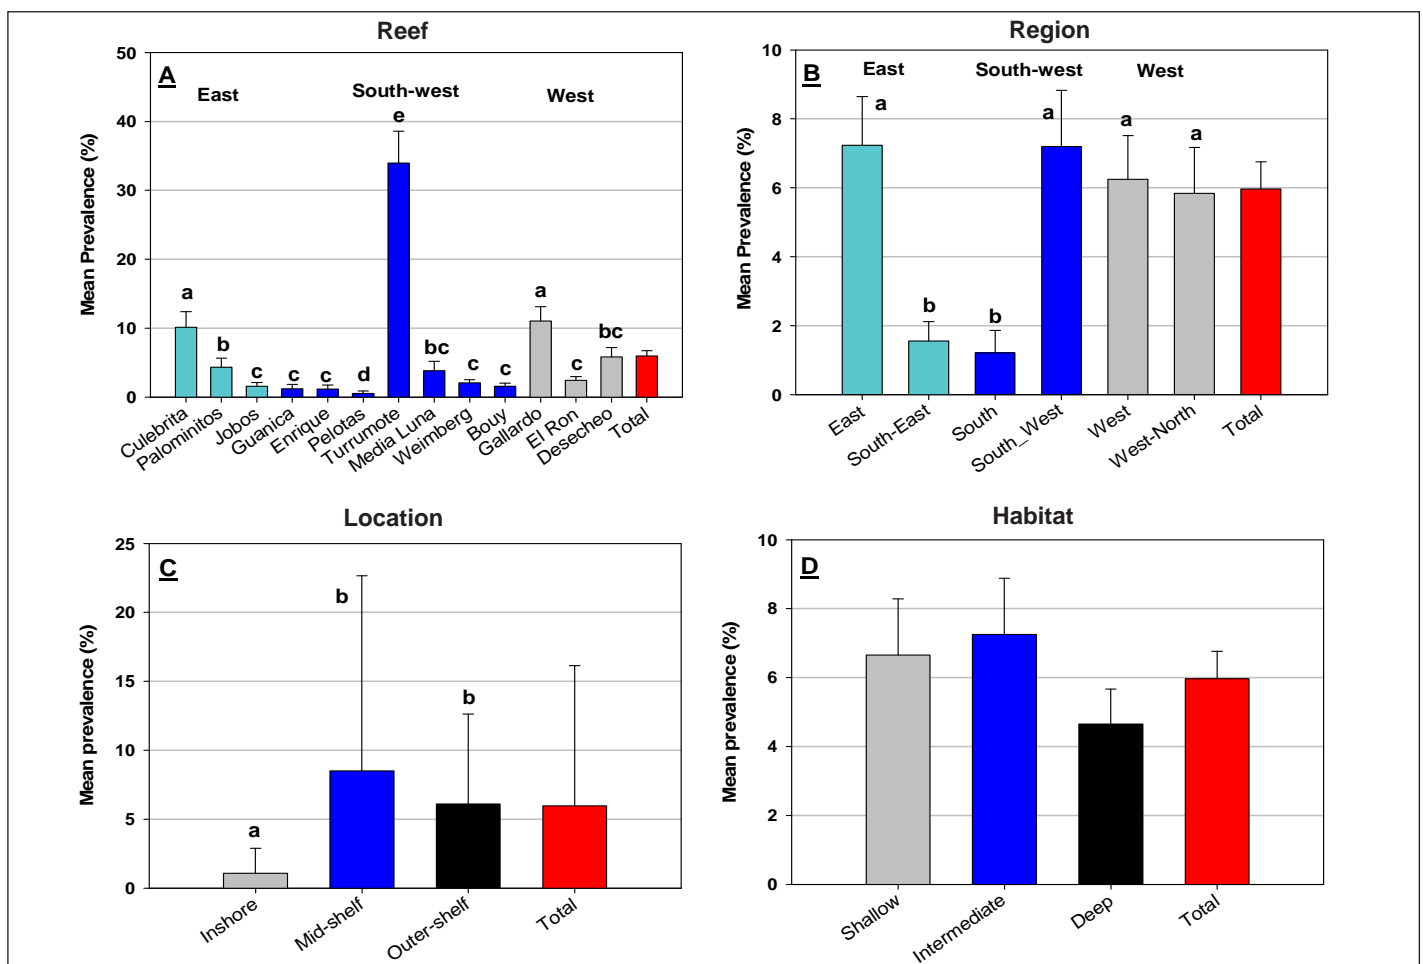 Reef
A
East
South-west
West
Mean Prevalence (%)
50
40
30
20
10
0
a
b
c
c
c
d
e
bc
c
c
a
c
bc
Culebrita
Palominitos
Jobos
Guanica
Enrique
Pelotas
Turrumote
Media Luna
Weimberg
Bouy
Gallardo
El Ron
Desecheo
Total
Region
B
East
South-west
West
Mean Prevalence (%)
10
8
6
4
2
0
a
b
b
a
a
a
East
South-East
South
South_West
West
West-North
Total
Location
C
Mean prevalence (%)
25
20
15
10
5
0
a
b
b
Inshore
Mid-shelf
Outer-shelf
Total
Habitat
D
Mean prevalence (%)
10
8
6
4
2
0
Shallow
Intermediate
Deep
Total